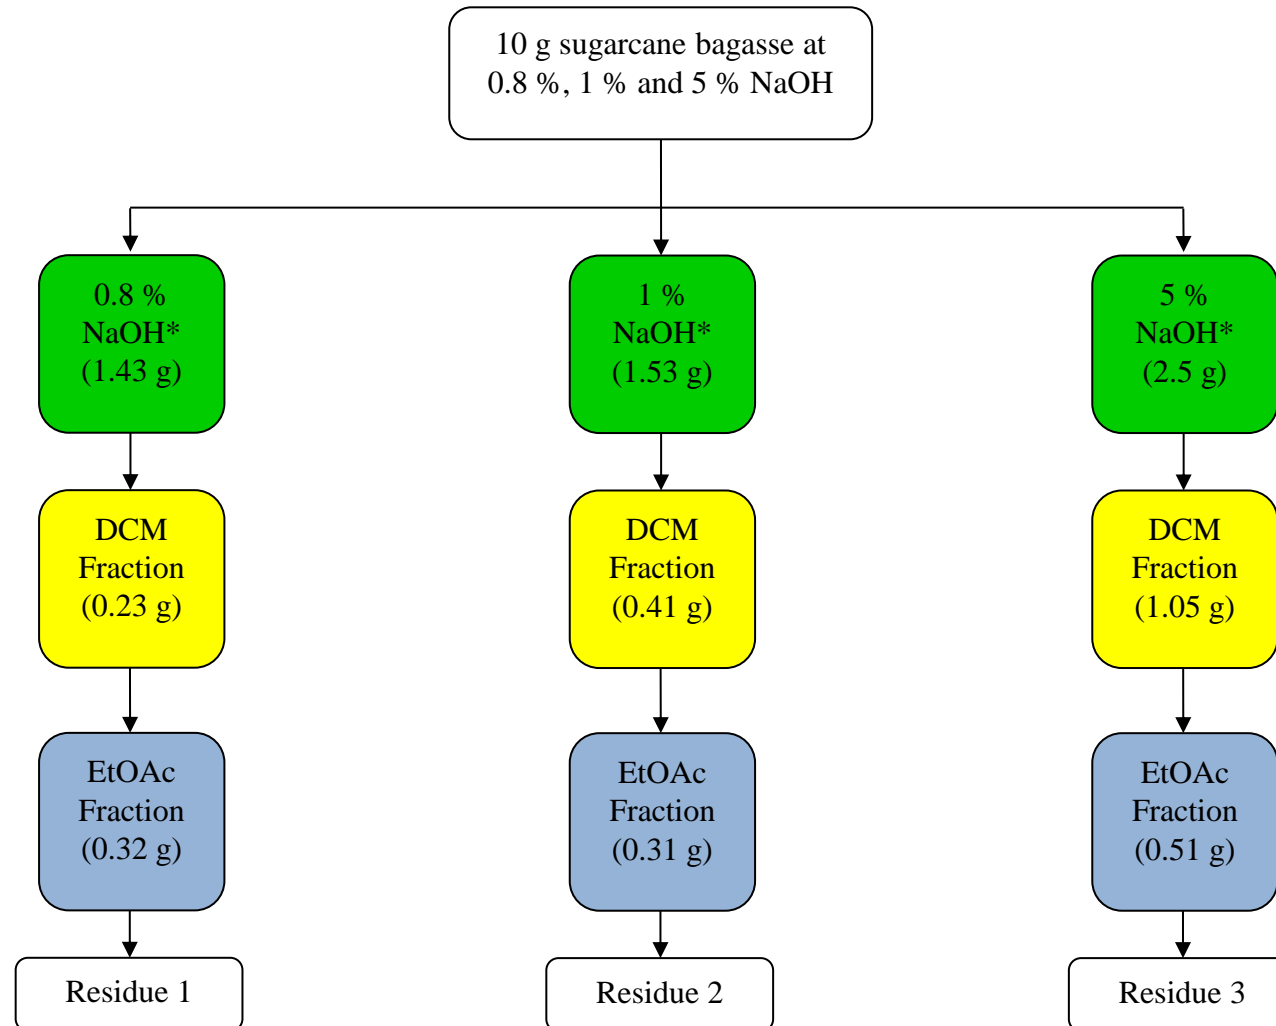 10 g sugarcane bagasse at
0.8 %, 1 % and 5 % NaOH
0.8 %
NaOH*
(1.43 g)
1 %
NaOH*
(1.53 g)
5 %
NaOH*
(2.5 g)
DCM
Fraction
(0.23 g)
DCM
Fraction
(0.41 g)
DCM
Fraction
(1.05 g)
EtOAc
Fraction
(0.32 g)
EtOAc
Fraction
(0.31 g)
EtOAc
Fraction
(0.51 g)
Residue 1
Residue 2
Residue 3